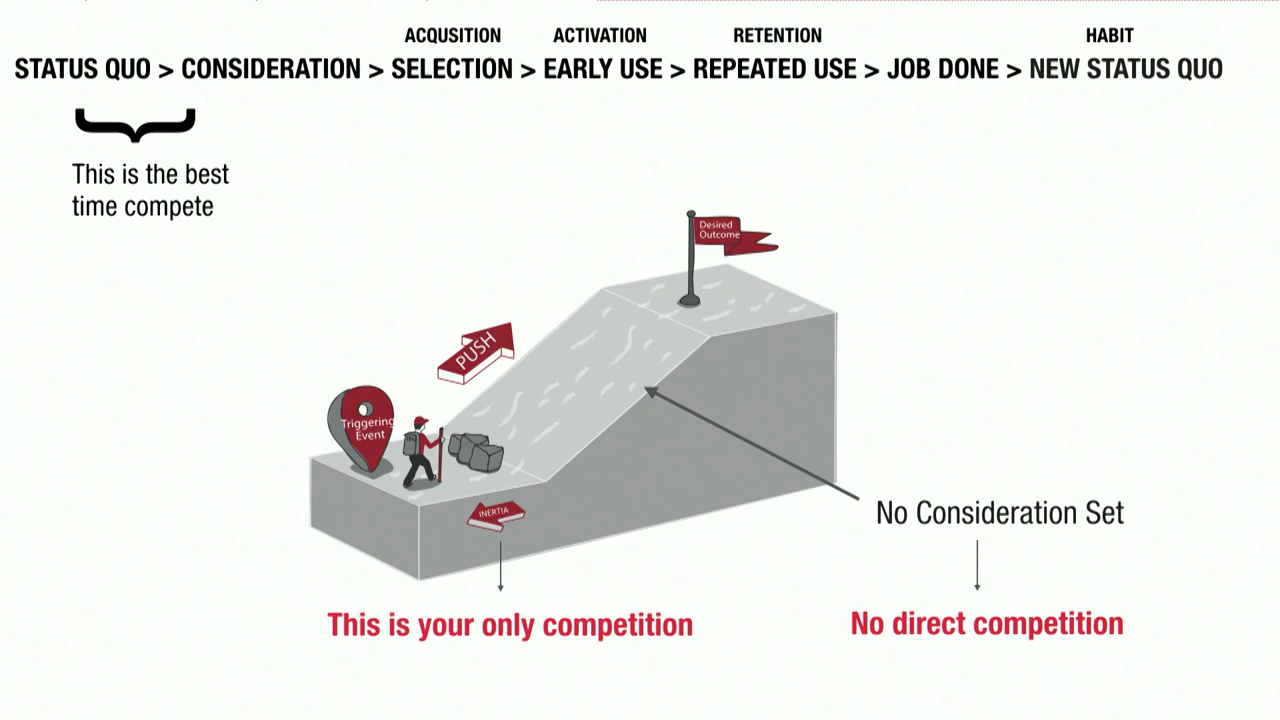 ACQUSITION ACTIVATION RETENTION HABIT
STATUS QUO > CONSIDERATION > SELECTION > EARLY USE > REPEATED USE > JOB DONE > NEW STATUS QUO
This is the best
time compete
Desired
Outcome
PUSH
Triggering
Event
INERTIA
No Consideration Set
This is your only competition
No direct competition